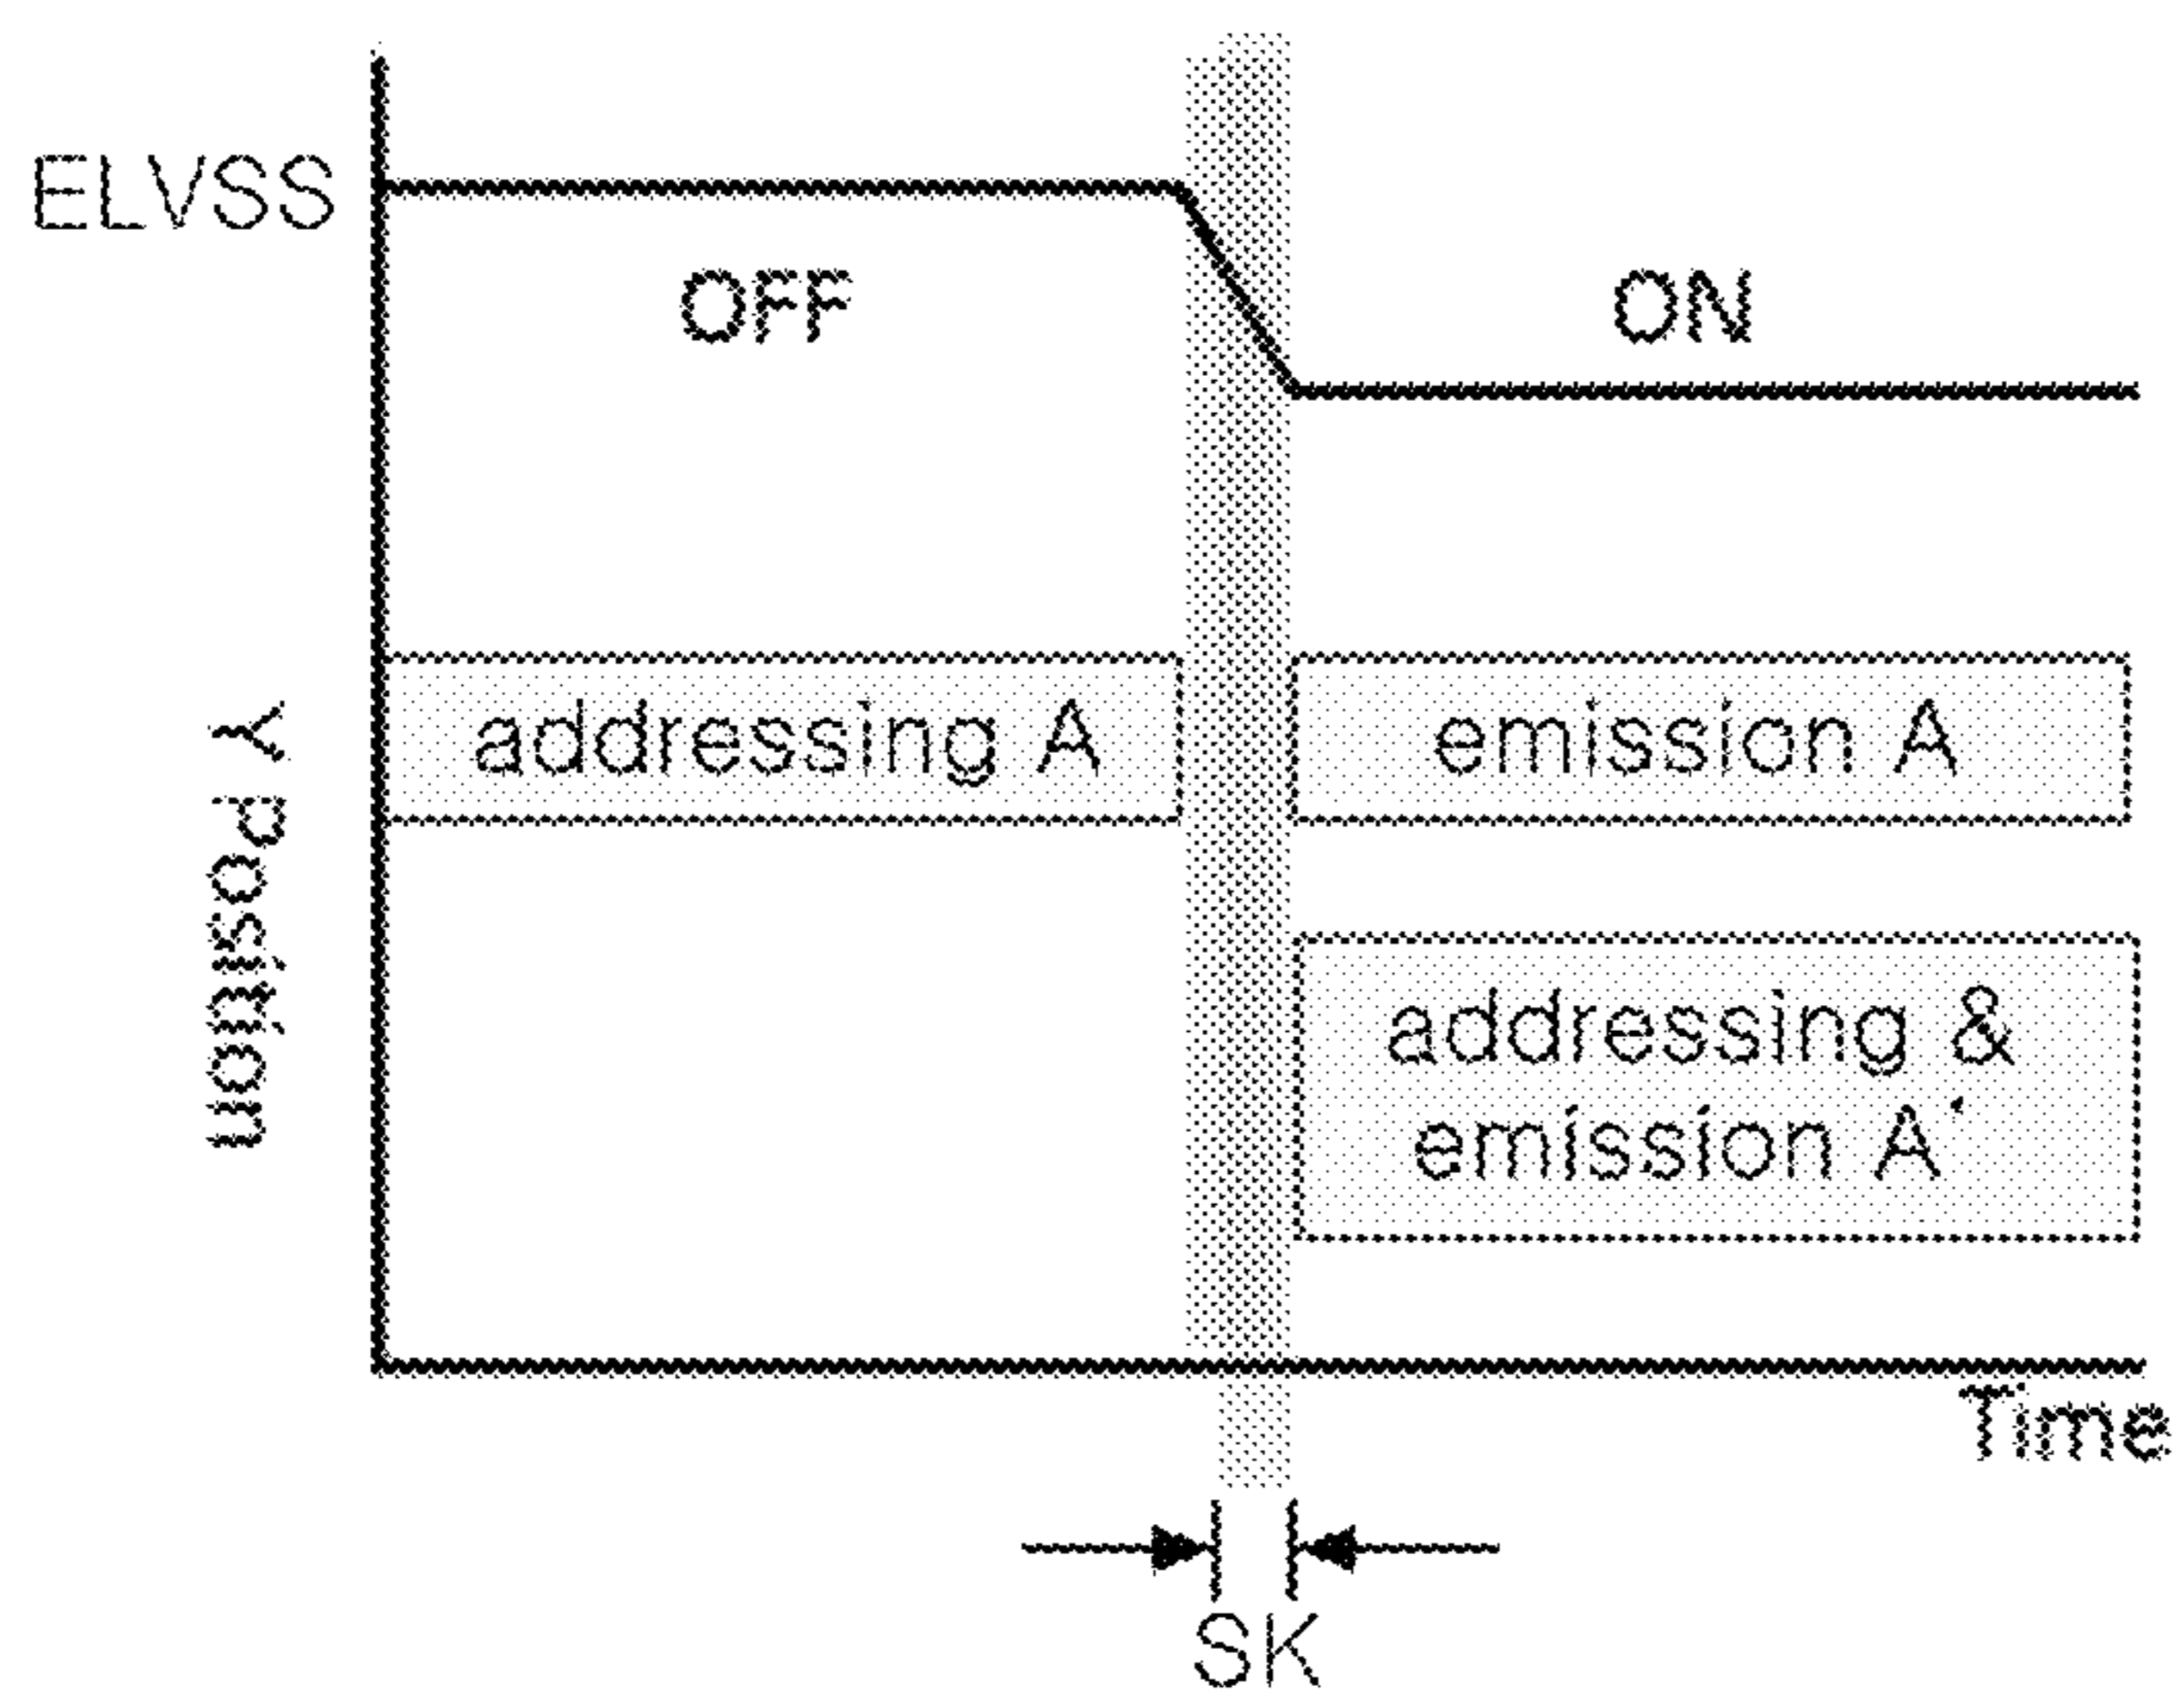 ELVSS
OFF
ON
addressing A
emission A
Y Position
addressing &
emission A'
Time
SK